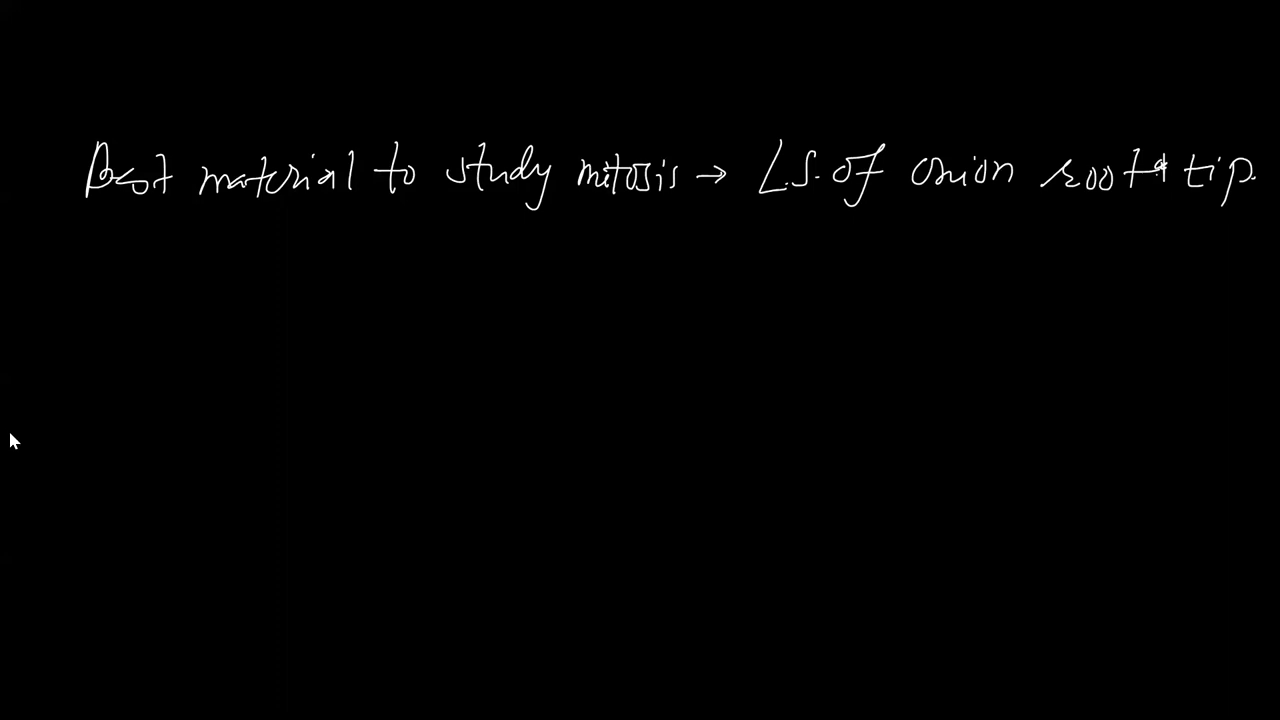 Best material to study mitosis → L.S. of onion root tip.